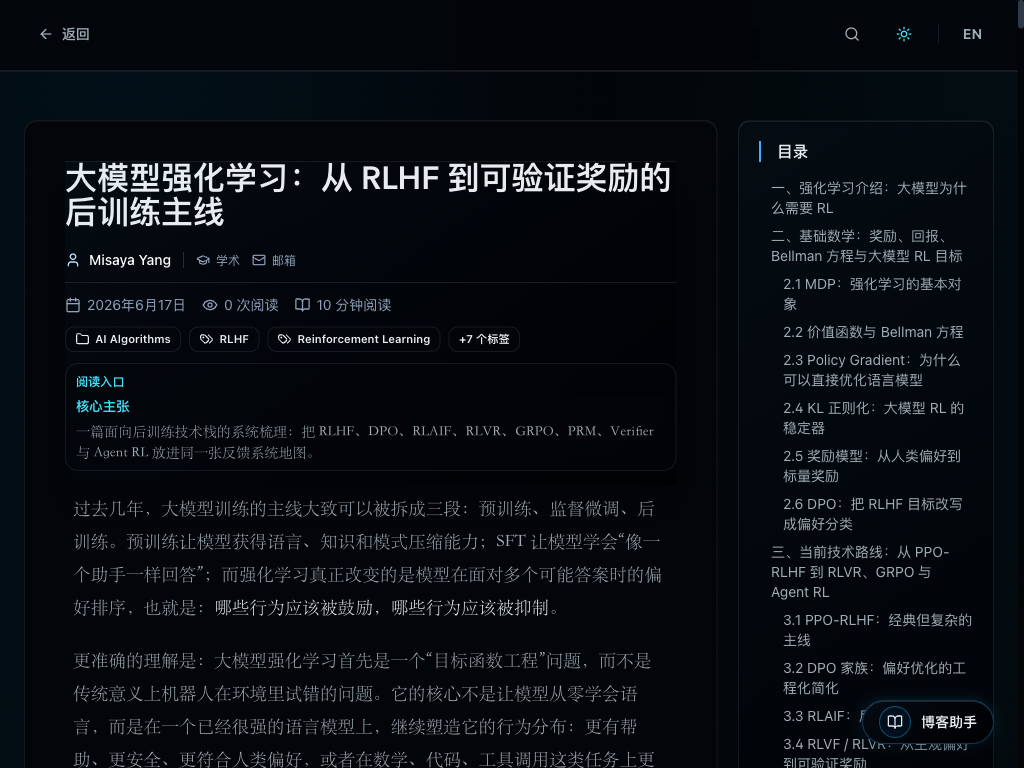 返回
EN
大模型强化学习：从 RLHF 到可验证奖励的
后训练主线
Misaya Yang
学术
邮箱
2026年6月17日
0 次阅读
10 分钟阅读
AI Algorithms
RLHF
Reinforcement Learning
+7 个标签
阅读入口
核心主张
一篇面向后训练技术栈的系统梳理：把 RLHF、DPO、RLAIF、RLVR、GRPO、PRM、Verifier
与 Agent RL 放进同一张反馈系统地图。
过去几年，大模型训练的主线大致可以被拆成三段：预训练、监督微调、后
训练。预训练让模型获得语言、知识和模式压缩能力；SFT 让模型学会“像一
个助手一样回答”；而强化学习真正改变的是模型在面对多个可能答案时的偏
好排序，也就是：哪些行为应该被鼓励，哪些行为应该被抑制。
更准确的理解是：大模型强化学习首先是一个“目标函数工程”问题，而不是
传统意义上机器人在环境里试错的问题。它的核心不是让模型从零学会语
言，而是在一个已经很强的语言模型上，继续塑造它的行为分布：更有帮
助、更安全、更符合人类偏好，或者在数学、代码、工具调用这类任务上更
目录
一、强化学习介绍：大模型为什
么需要 RL
二、基础数学：奖励、回报、
Bellman 方程与大模型 RL 目标
2.1 MDP：强化学习的基本对
象
2.2 价值函数与 Bellman 方程
2.3 Policy Gradient：为什么
可以直接优化语言模型
2.4 KL 正则化：大模型 RL 的
稳定器
2.5 奖励模型：从人类偏好到
标量奖励
2.6 DPO：把 RLHF 目标改写
成偏好分类
三、当前技术路线：从 PPO-
RLHF 到 RLVR、GRPO 与
Agent RL
3.1 PPO-RLHF：经典但复杂的
主线
3.2 DPO 家族：偏好优化的工
程化简化
3.3 RLAIF：
3.4 RLVF / RLVR：从主观偏好
到可验证奖励
博客助手